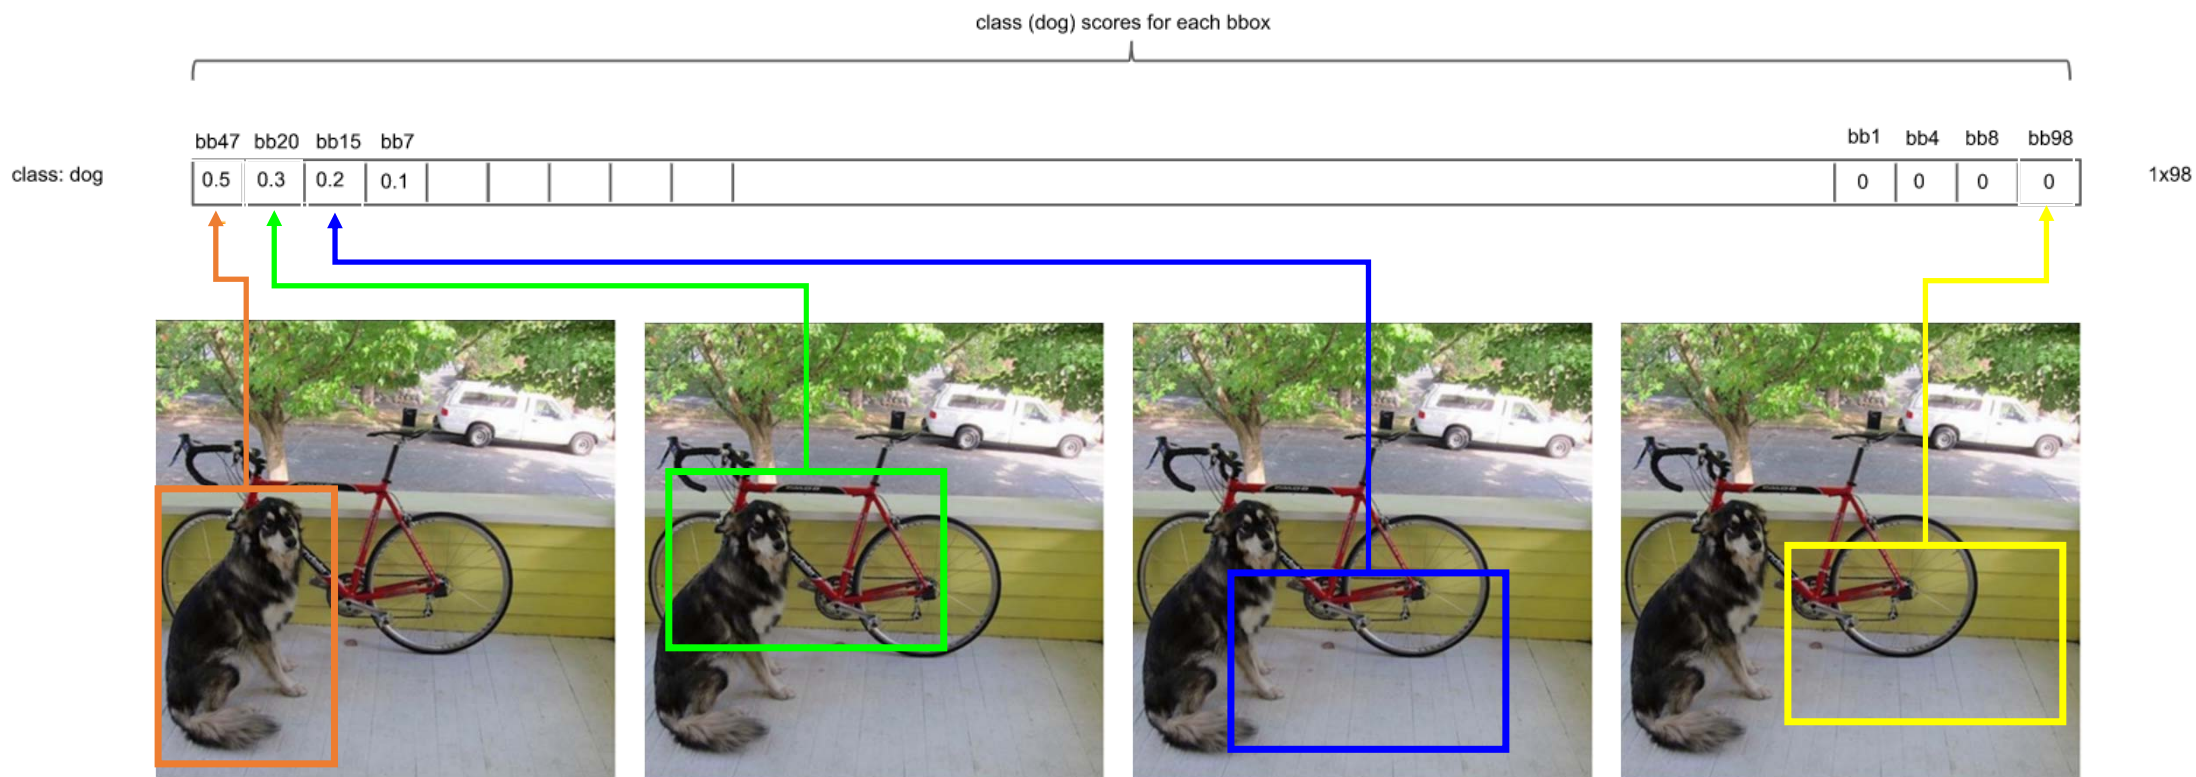 class (dog) scores for each bbox
bb47 bb20 bb15 bb7 bb1 bb4 bb8 bb98
class: dog 0.5 0.3 0.2 0.1 0 0 0 0 1x98